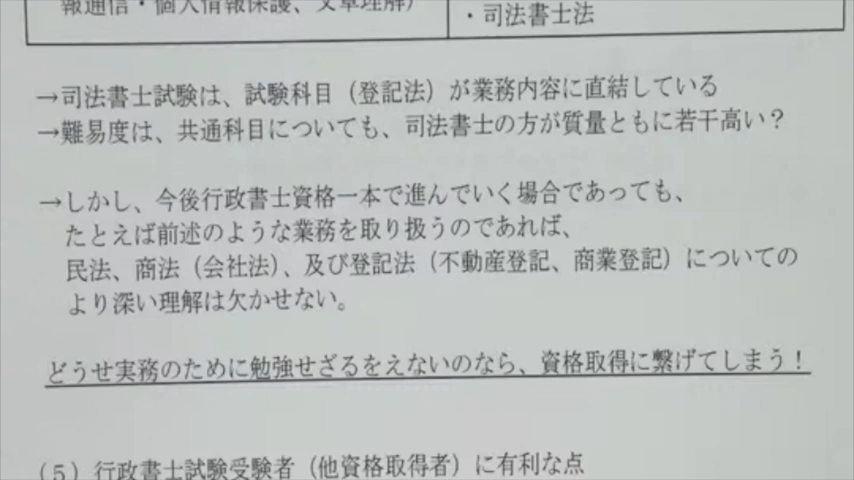 報通信・個人情報保護、文章理解）
・司法書士法
→司法書士試験は、試験科目（登記法）が業務内容に直結している
→難易度は、共通科目についても、司法書士の方が質量ともに若干高い？
→しかし、今後行政書士資格一本で進んでいく場合であっても、
たとえば前述のような業務を取り扱うのであれば、
民法、商法（会社法）、及び登記法（不動産登記、商業登記）についての
より深い理解は欠かせない。
どうせ実務のために勉強せざるをえないのなら、資格取得に繋げてしまう！
（５）行政書士試験受験者（他資格取得者）に有利な点